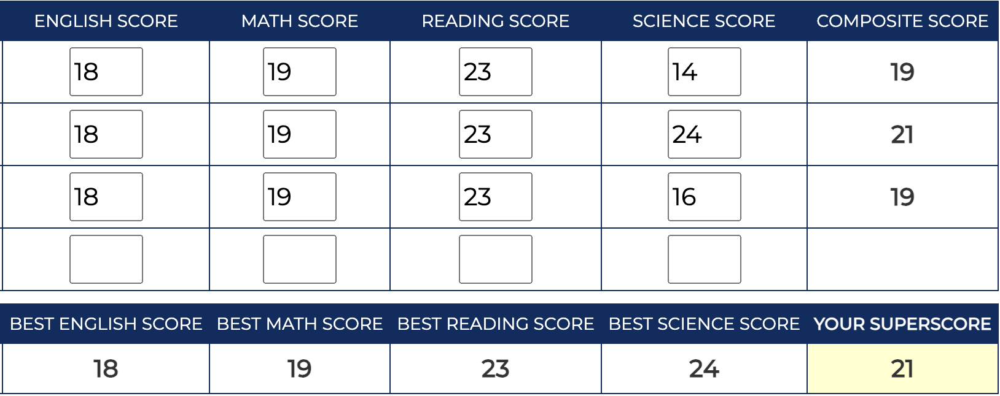 ENGLISH SCORE MATH SCORE READING SCORE SCIENCE SCORE COMPOSITE SCORE
18 19 23 14 19
18 19 23 24 21
18 19 23 16 19
BEST ENGLISH SCORE BEST MATH SCORE BEST READING SCORE BEST SCIENCE SCORE YOUR SUPERSCORE
18 19 23 24 21